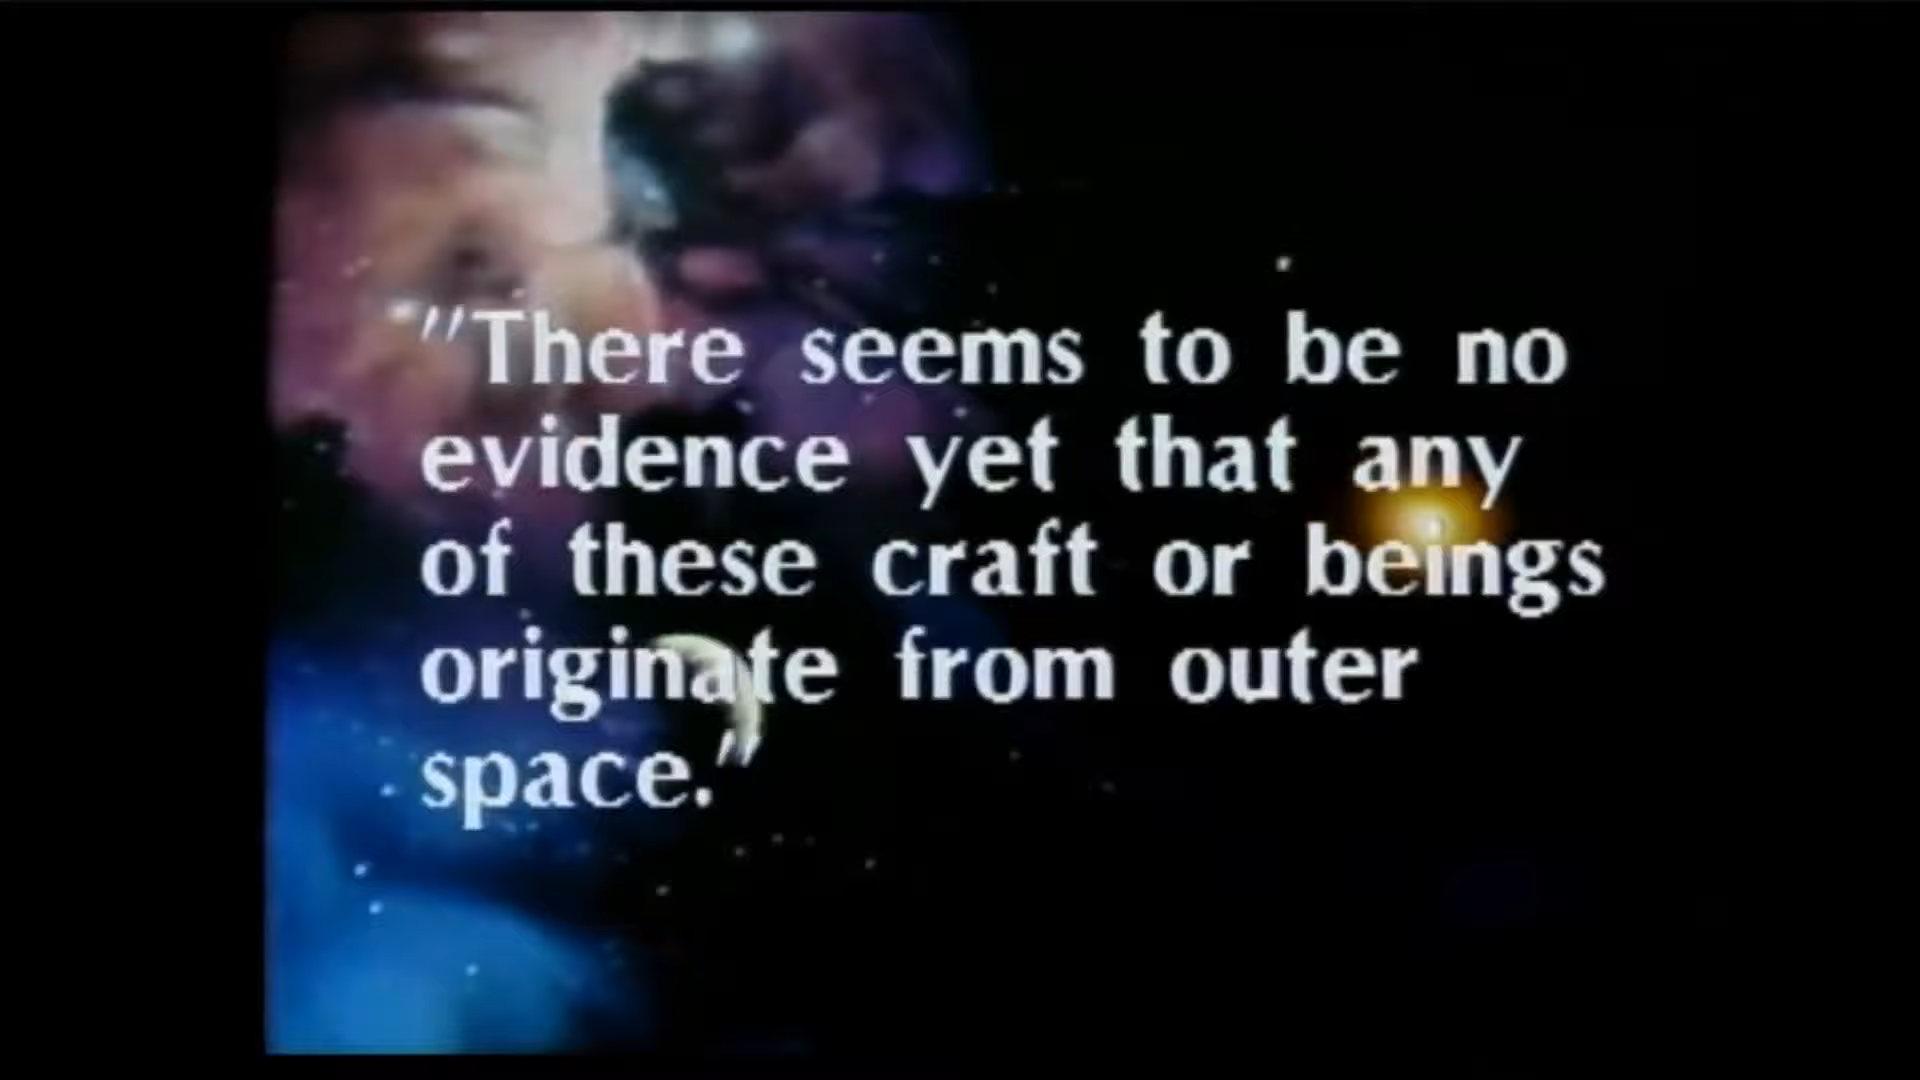 "There seems to be no
evidence yet that any
of these craft or beings
originate from outer
space."